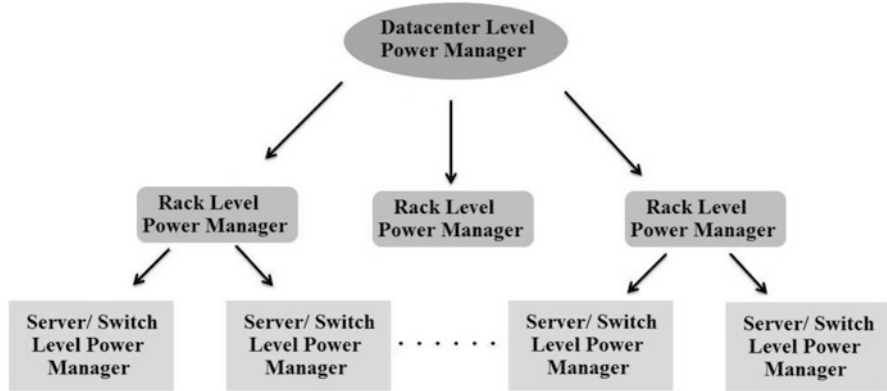 Datacenter Level
Power Manager
Rack Level
Power Manager
Rack Level
Power Manager
Rack Level
Power Manager
Server/ Switch
Level Power
Manager
Server/ Switch
Level Power
Manager
. . . . . .
Server/ Switch
Level Power
Manager
Server/ Switch
Level Power
Manager